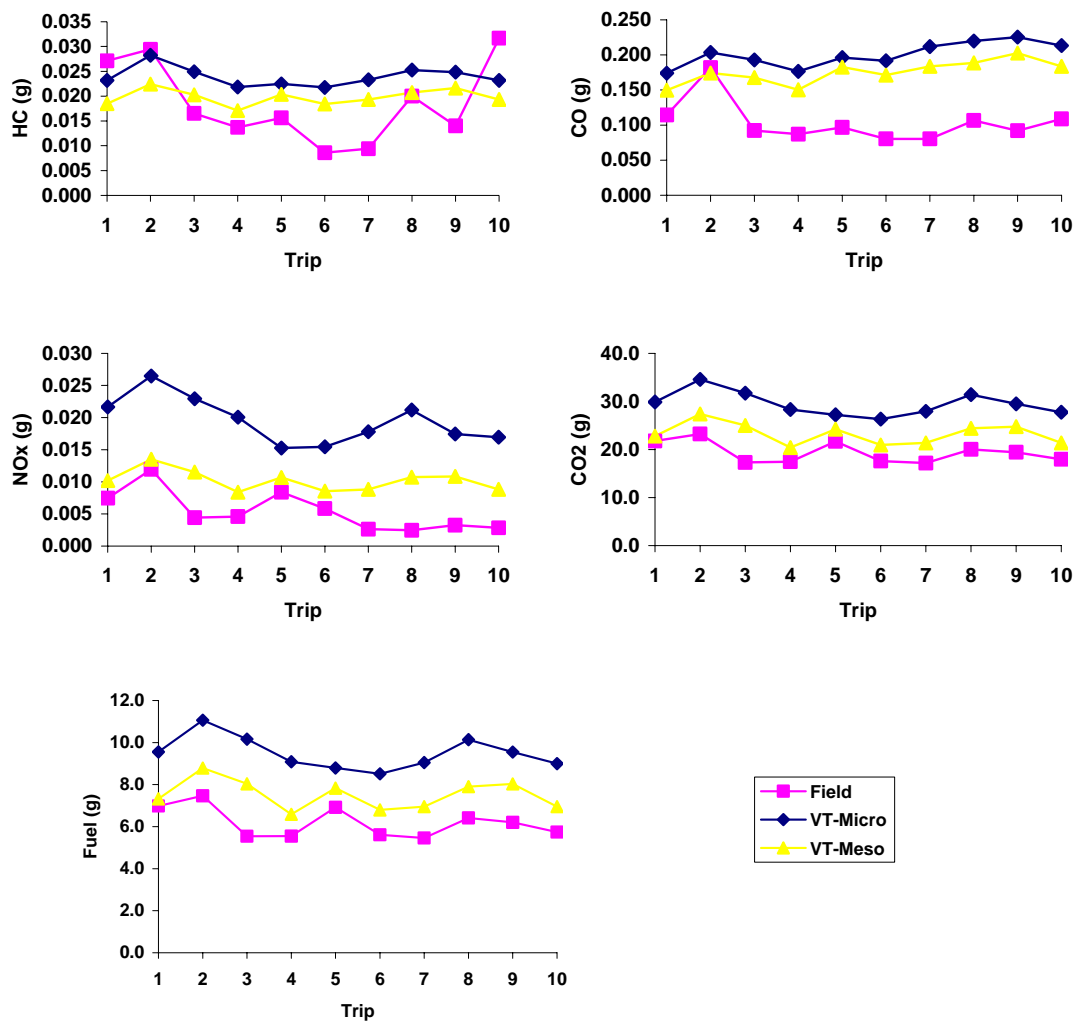 HC (g)
0.035
0.030
0.025
0.020
0.015
0.010
0.005
0.000
1 2 3 4 5 6 7 8 9 10
Trip
CO (g)
0.250
0.200
0.150
0.100
0.050
0.000
1 2 3 4 5 6 7 8 9 10
Trip
NOx (g)
0.030
0.025
0.020
0.015
0.010
0.005
0.000
1 2 3 4 5 6 7 8 9 10
Trip
CO2 (g)
40.0
30.0
20.0
10.0
0.0
1 2 3 4 5 6 7 8 9 10
Trip
Fuel (g)
12.0
10.0
8.0
6.0
4.0
2.0
0.0
1 2 3 4 5 6 7 8 9 10
Trip
Field
VT-Micro
VT-Meso